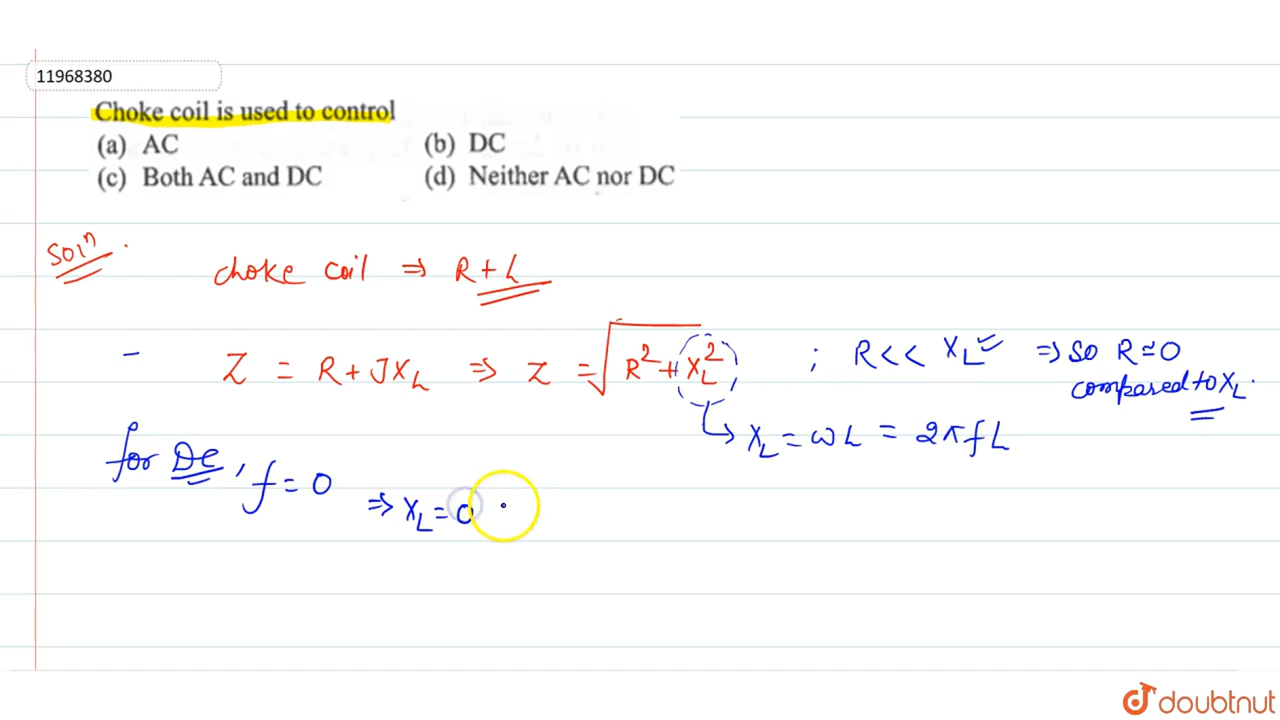 11968380
Choke coil is used to control
(a) AC (b) DC
(c) Both AC and DC (d) Neither AC nor DC
Solⁿ.
Choke coil ⇒ R+L
- Z = R+JX_L ⇒ Z = √(R²+X_L²) ; R<< X_L ✓ ⇒ So R≃0
compared to X_L.
↳ X_L = ωL = 2πfL
for DC, f=0 ⇒ X_L=0
doubtnut